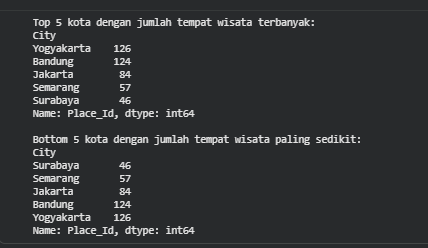 Top 5 kota dengan jumlah tempat wisata terbanyak:
City
Yogyakarta    126
Bandung       124
Jakarta        84
Semarang       57
Surabaya       46
Name: Place_Id, dtype: int64

Bottom 5 kota dengan jumlah tempat wisata paling sedikit:
City
Surabaya       46
Semarang       57
Jakarta        84
Bandung       124
Yogyakarta    126
Name: Place_Id, dtype: int64